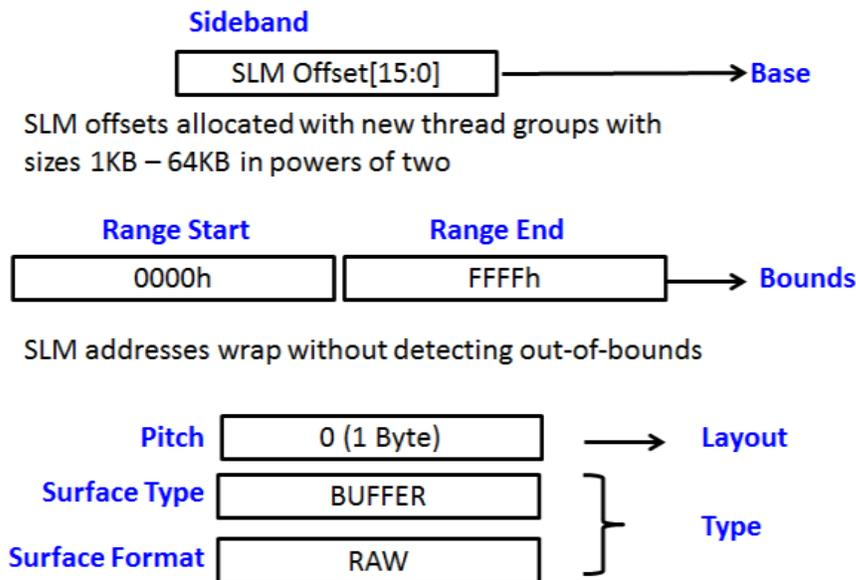 Sideband
SLM Offset[15:0]
Base
SLM offsets allocated with new thread groups with
sizes 1KB – 64KB in powers of two
Range Start
Range End
0000h
FFFFh
Bounds
SLM addresses wrap without detecting out-of-bounds
Pitch
0 (1 Byte)
Layout
Surface Type
BUFFER
Type
Surface Format
RAW